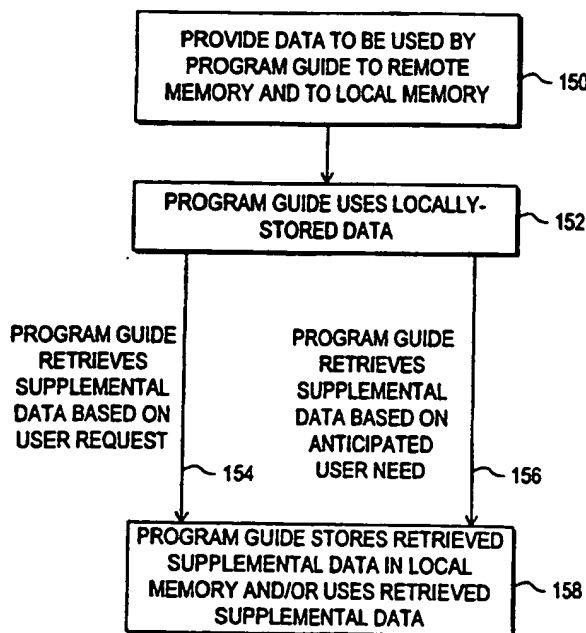 PROVIDE DATA TO BE USED BY
PROGRAM GUIDE TO REMOTE
MEMORY AND TO LOCAL MEMORY
150
PROGRAM GUIDE USES LOCALLY-
STORED DATA
152
PROGRAM GUIDE
RETRIEVES
SUPPLEMENTAL
DATA BASED ON
USER REQUEST
154
PROGRAM GUIDE
RETRIEVES
SUPPLEMENTAL
DATA BASED ON
ANTICIPATED
USER NEED
156
PROGRAM GUIDE STORES RETRIEVED
SUPPLEMENTAL DATA IN LOCAL
MEMORY AND/OR USES RETRIEVED
SUPPLEMENTAL DATA
158